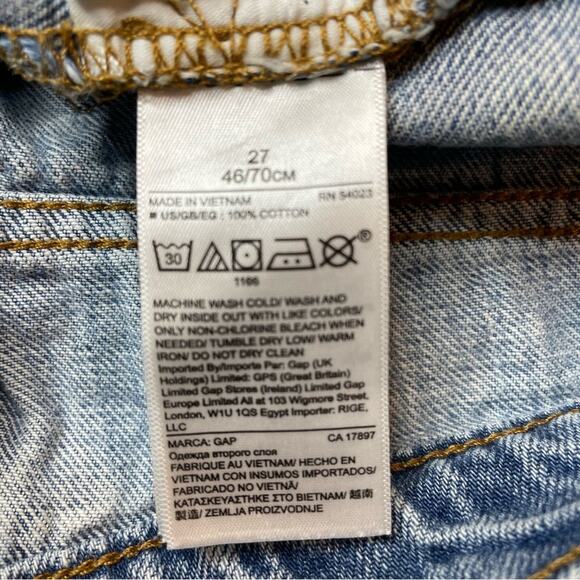 27
46/70CM
MADE IN VIETNAM RN 54023
■ US/GB/EG : 100% COTTON
30
®
1166
MACHINE WASH COLD/ WASH AND
DRY INSIDE OUT WITH LIKE COLORS/
ONLY NON-CHLORINE BLEACH WHEN
NEEDED/ TUMBLE DRY LOW/ WARM
IRON/ DO NOT DRY CLEAN
Imported By/Importe Par: Gap (UK
Holdings) Limited: GPS (Great Britain)
Limited Gap Stores (Ireland) Limited Gap
Europe Limited All at 103 Wigmore Street,
London, W1U 1QS Egypt Importer: RIGE,
LLC
MARCA: GAP CA 17897
Одежда второго слоя
FABRIQUE AU VIETNAM/ HECHO EN
VIETNAM CON INSUMOS IMPORTADOS/
FABRICADO NO VIETNÃ/
ΚΑΤΑΣΚΕΥΑΣΤΗΚΕ ΣΤΟ ΒΙΕΤΝΑΜ/ 越南
製造/ ZEMLJA PROIZVODNJE